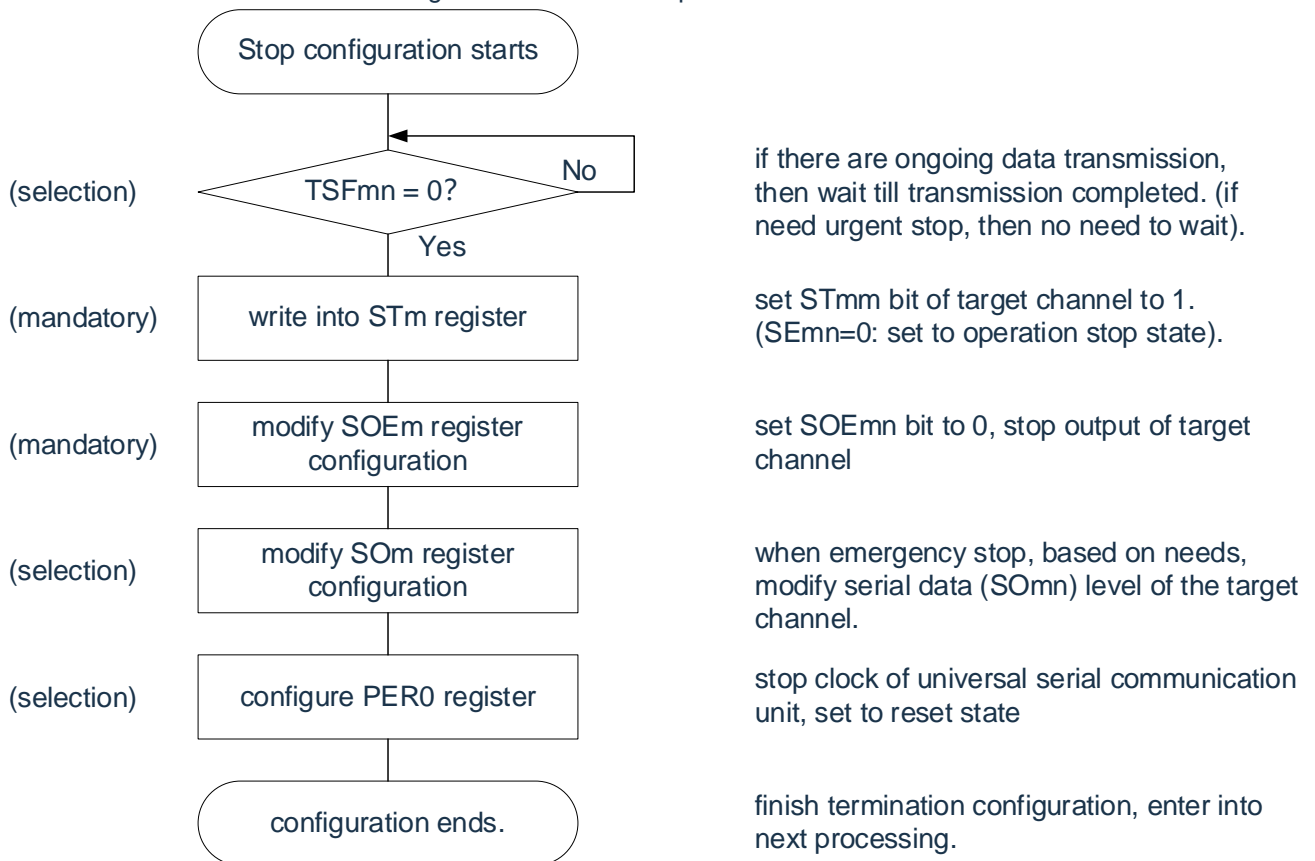 Stop configuration starts
(selection)
TSFmn = 0?
No
Yes
if there are ongoing data transmission,
then wait till transmission completed. (if
need urgent stop, then no need to wait).
(mandatory)
write into STm register
set STmm bit of target channel to 1.
(SEmn=0: set to operation stop state).
(mandatory)
modify SOEm register
configuration
set SOEmn bit to 0, stop output of target
channel
(selection)
modify SOm register
configuration
when emergency stop, based on needs,
modify serial data (SOmn) level of the target
channel.
(selection)
configure PER0 register
stop clock of universal serial communication
unit, set to reset state
configuration ends.
finish termination configuration, enter into
next processing.